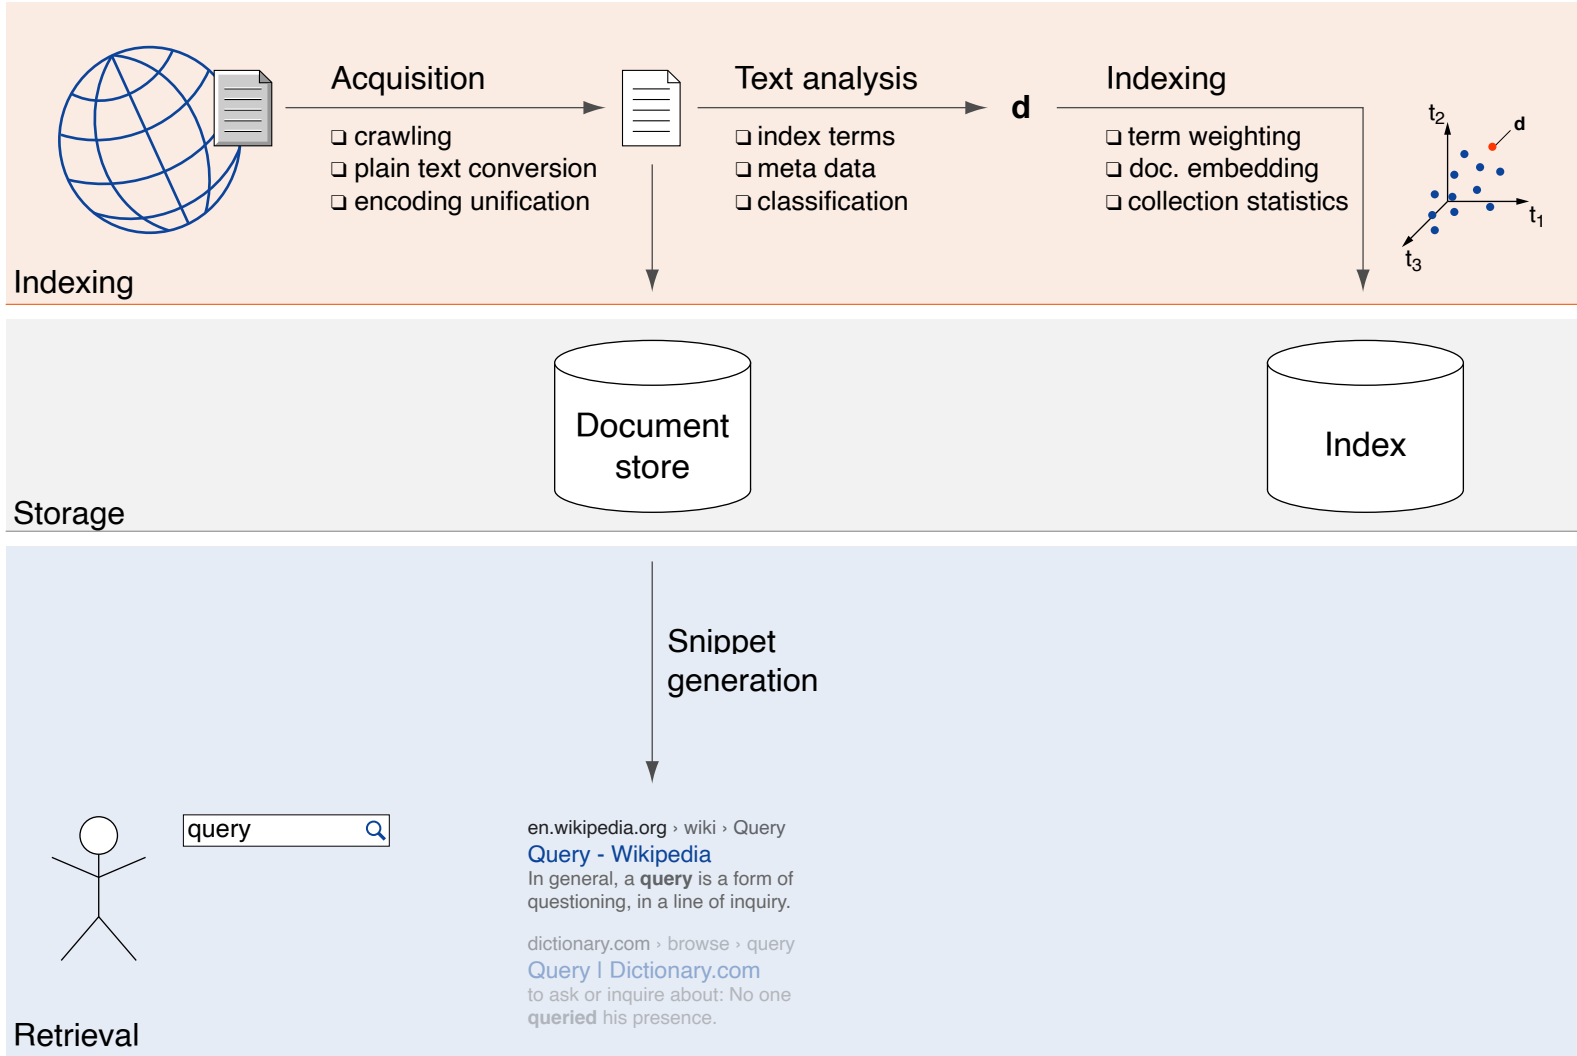 Acquisition
❏ crawling
❏ plain text conversion
❏ encoding unification
Text analysis
❏ index terms
❏ meta data
❏ classification
d
Indexing
❏ term weighting
❏ doc. embedding
❏ collection statistics
t2
d
t1
t3
Indexing
Document
store
Index
Storage
Snippet
generation
query
en.wikipedia.org › wiki › Query
Query - Wikipedia
In general, a query is a form of
questioning, in a line of inquiry.
dictionary.com › browse › query
Query | Dictionary.com
to ask or inquire about: No one
queried his presence.
Retrieval